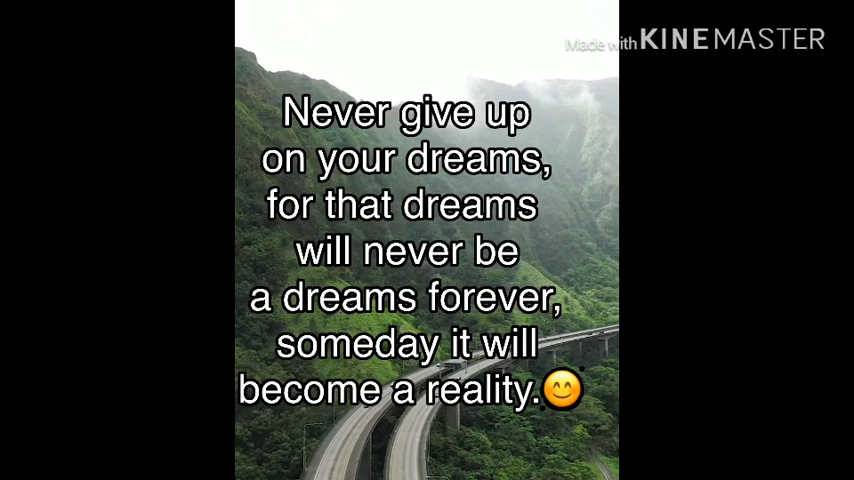 Made with KINEMASTER
Never give up
on your dreams,
for that dreams
will never be
a dreams forever,
someday it will
become a reality.😊